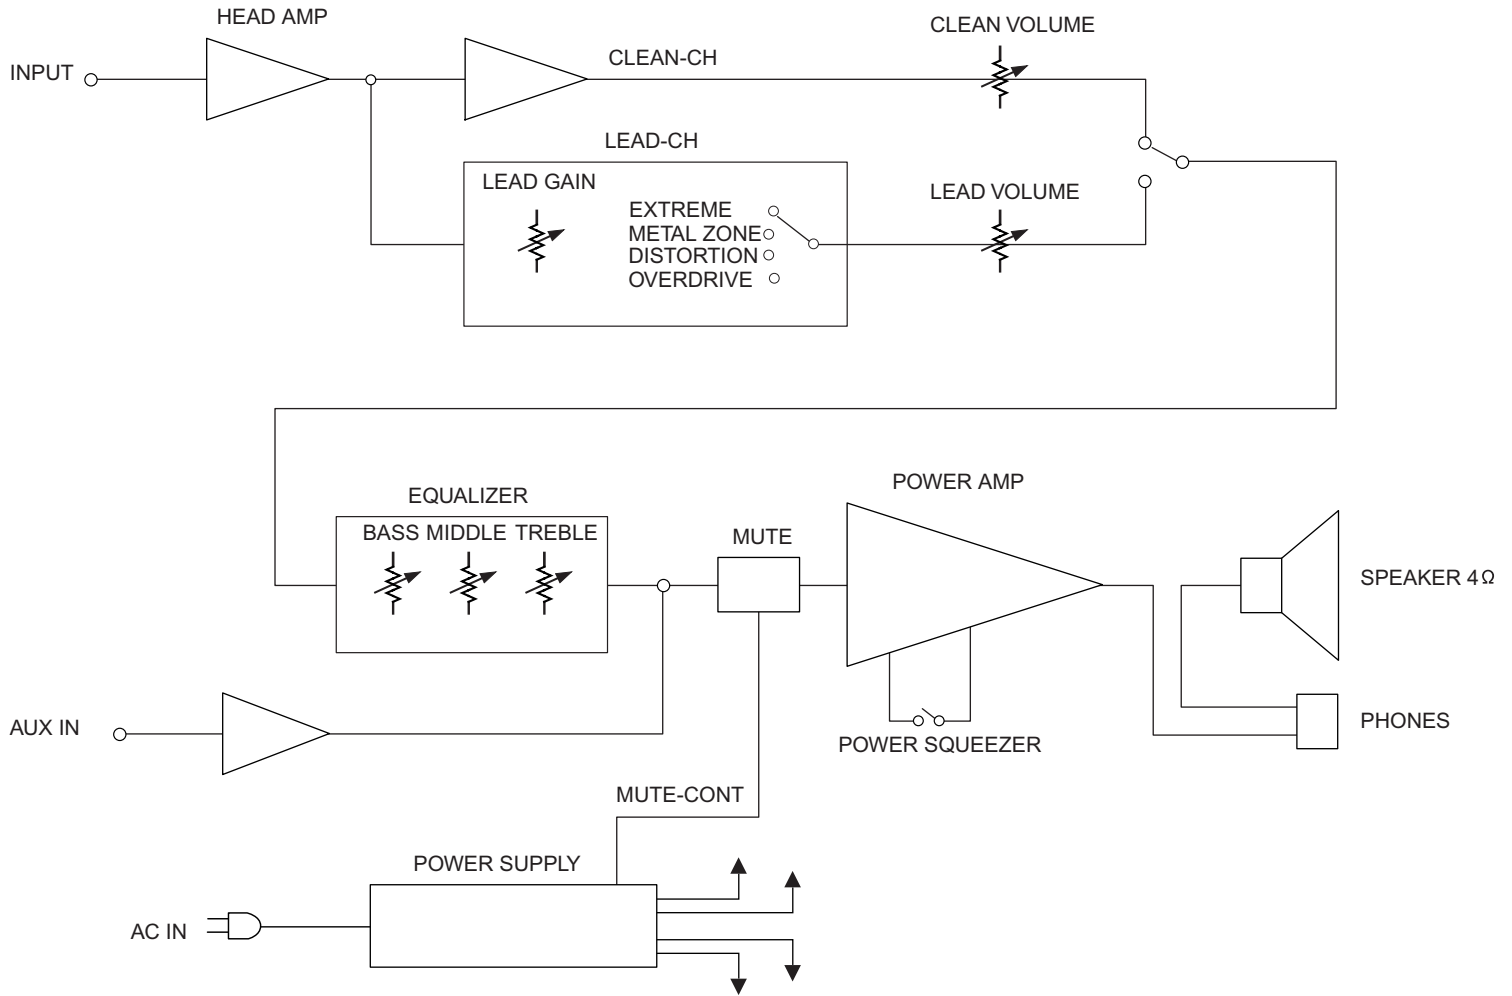 HEAD AMP
CLEAN VOLUME
INPUT
CLEAN-CH
LEAD-CH
LEAD GAIN
LEAD VOLUME
EXTREME
METAL ZONE
DISTORTION
OVERDRIVE
POWER AMP
EQUALIZER
BASS MIDDLE TREBLE
MUTE
SPEAKER 4Ω
AUX IN
PHONES
POWER SQUEEZER
MUTE-CONT
POWER SUPPLY
AC IN